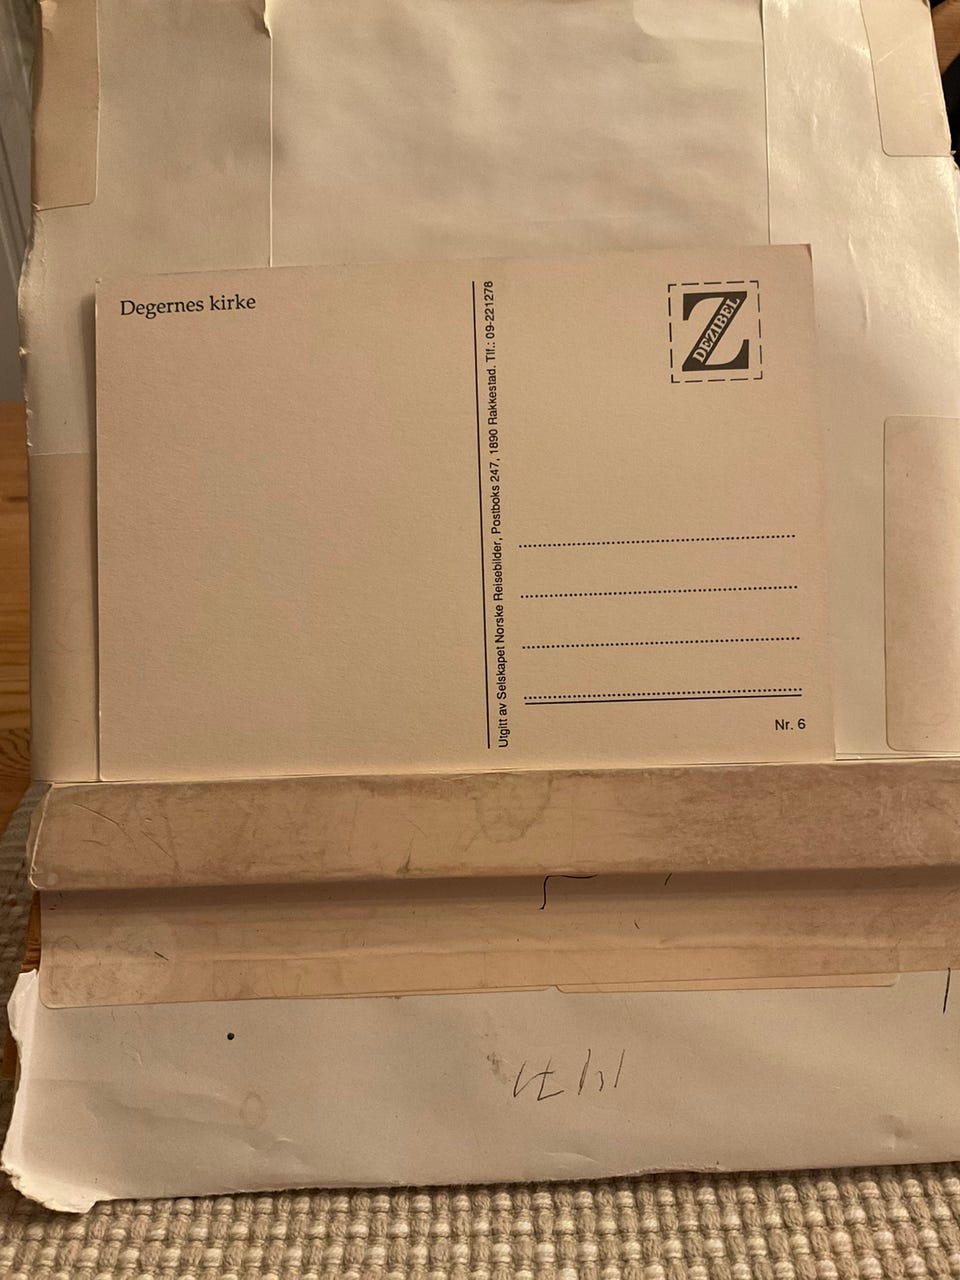 Degernes kirke
Utgitt av Selskapet Norske Reisebilder, Postboks 247, 1890 Rakkestad. Tlf.: 09-221278
DEZIBEL
Z
Nr. 6